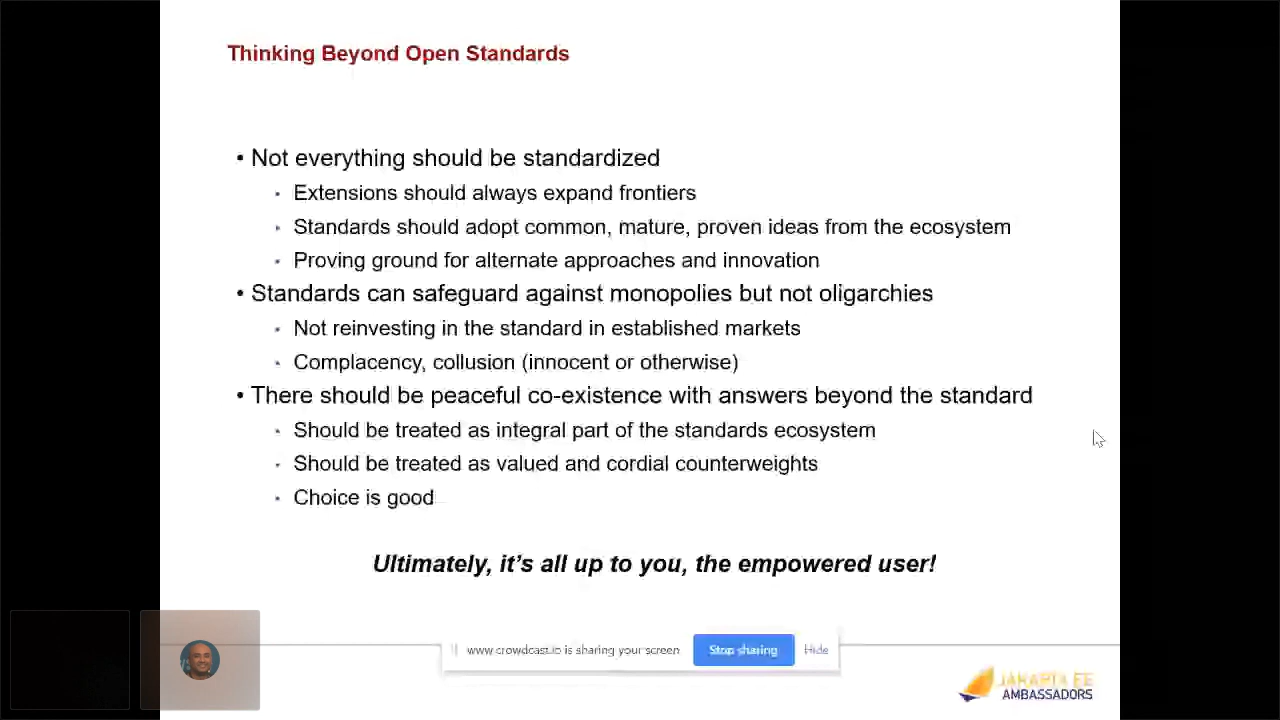 Thinking Beyond Open Standards
• Not everything should be standardized
• Extensions should always expand frontiers
• Standards should adopt common, mature, proven ideas from the ecosystem
• Proving ground for alternate approaches and innovation
• Standards can safeguard against monopolies but not oligarchies
• Not reinvesting in the standard in established markets
• Complacency, collusion (innocent or otherwise)
• There should be peaceful co-existence with answers beyond the standard
• Should be treated as integral part of the standards ecosystem
• Should be treated as valued and cordial counterweights
• Choice is good
Ultimately, it's all up to you, the empowered user!
www.crowdcast.io is sharing your screen
Stop sharing
Hide
JAKARTA EE
AMBASSADORS